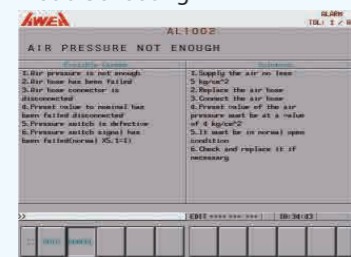 AWEA
ALARM
AL1002
AIR PRESSURE NOT ENOUGH
Possible Causes
1.Air pressure is not enough
2.Air hose has been failed
3.Air hose connector is
disconnected
4.Preset value to nominal has
been failed disconnected
5.Pressure switch is defective
6.Pressure switch signal has
been failed(normal X5.1=1)
Solutions
1.Supply the air no less
5 kg/cm^2
2.Replace the air hose
3.Connect the air hose
4.Preset value of the air
pressure must be at a value
of 4 kg/cm^2
5.It must be in normal open
condition
6.Check and replace it if
necessary
>>
EDIT **** *** ***
10:34:43